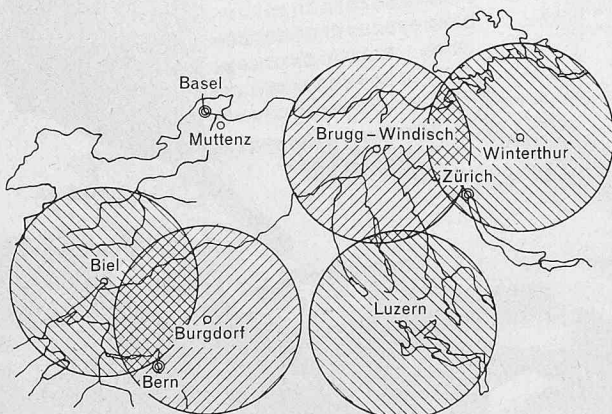 Basel
Muttenz
Brugg–Windisch
Winterthur
Zürich
Biel
Luzern
Burgdorf
Bern